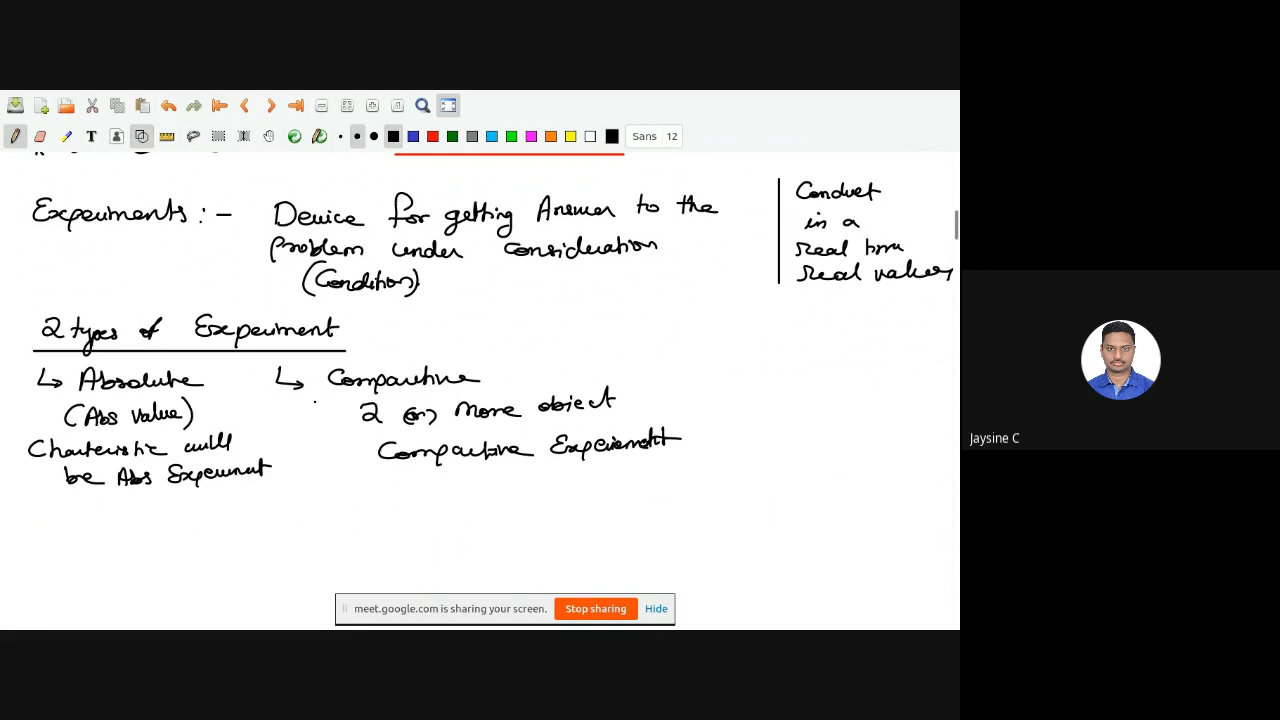 Sans 12
Experiments :- Device for getting Answer to the
problem under consideration
(Condition).
Conduct
in a
real time
real values
2 types of Experiment
↳ Absolute
(Abs value)
↳ Comparitive
2 (or) more object
Charteristic will
be Abs Experiment
Comparitive Experiment
meet.google.com is sharing your screen. Stop sharing Hide
Jaysine C